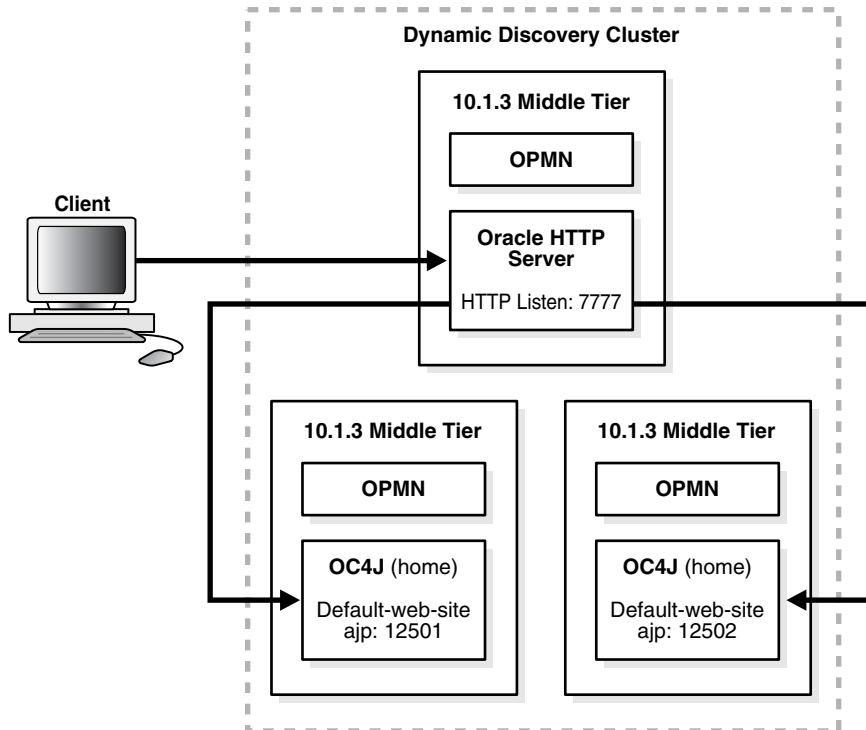 Dynamic Discovery Cluster
10.1.3 Middle Tier
OPMN
Client
Oracle HTTP
Server
HTTP Listen: 7777
10.1.3 Middle Tier
OPMN
OC4J (home)
Default-web-site
ajp: 12501
10.1.3 Middle Tier
OPMN
OC4J (home)
Default-web-site
ajp: 12502